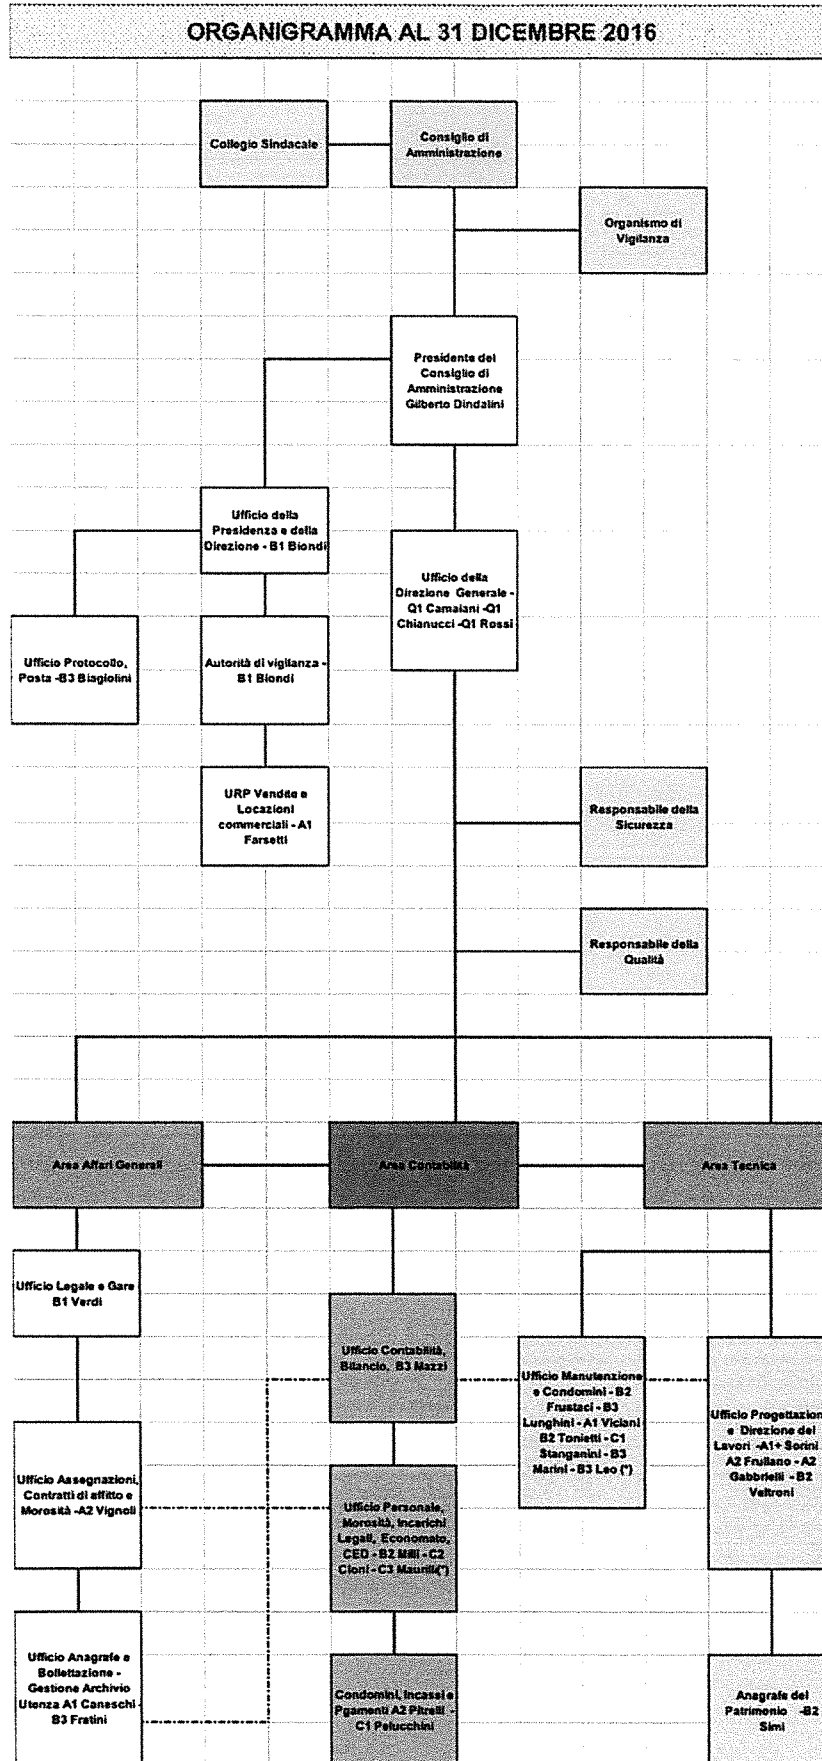 ORGANIGRAMMA AL 31 DICEMBRE 2016
Collegio Sindacale
Consiglio di
Amministrazione
Organismo di
Vigilanza
Presidente del
Consiglio di
Amministrazione
Gilberto Dindalini
Ufficio della
Presidenza e della
Direzione - B1 Biondi
Ufficio della
Direzione Generale -
Q1 Camaiani -Q1
Chianucci -Q1 Rossi
Ufficio Protocollo,
Posta -B3 Biagiolini
Autorità di vigilanza -
B1 Biondi
URP Vendite e
Locazioni
commerciali - A1
Farsetti
Responsabile della
Sicurezza
Responsabile della
Qualità
Area Affari Generali
Area Contabilità
Area Tecnica
Ufficio Legale e Gare
B1 Verdi
Ufficio Assegnazioni,
Contratti di affitto e
Morosità -A2 Vignoli
Ufficio Anagrafe e
Bollettazione -
Gestione Archivio
Utenza A1 Caneschi -
B3 Fratini
Ufficio Contabilità,
Bilancio, B3 Mazzi
Ufficio Personale,
Morosità, Incarichi
Legali, Economato,
CED - B2 Milli - C2
Cioni - C3 Maurilli(*)
Condomini, Incassi e
Pgamenti A2 Pitrelli -
C1 Pelucchini
Ufficio Manutenzione
e Condomini - B2
Frustaci - B3
Lunghini - A1 Viciani
B2 Tonietti - C1
Stanganini - B3
Marini - B3 Leo (*)
Ufficio Progettazion
e Direzione dei
Lavori -A1+ Sorini
A2 Frullano - A2
Gabbrielli - B2
Veltroni
Anagrafe del
Patrimonio -B2
Simi